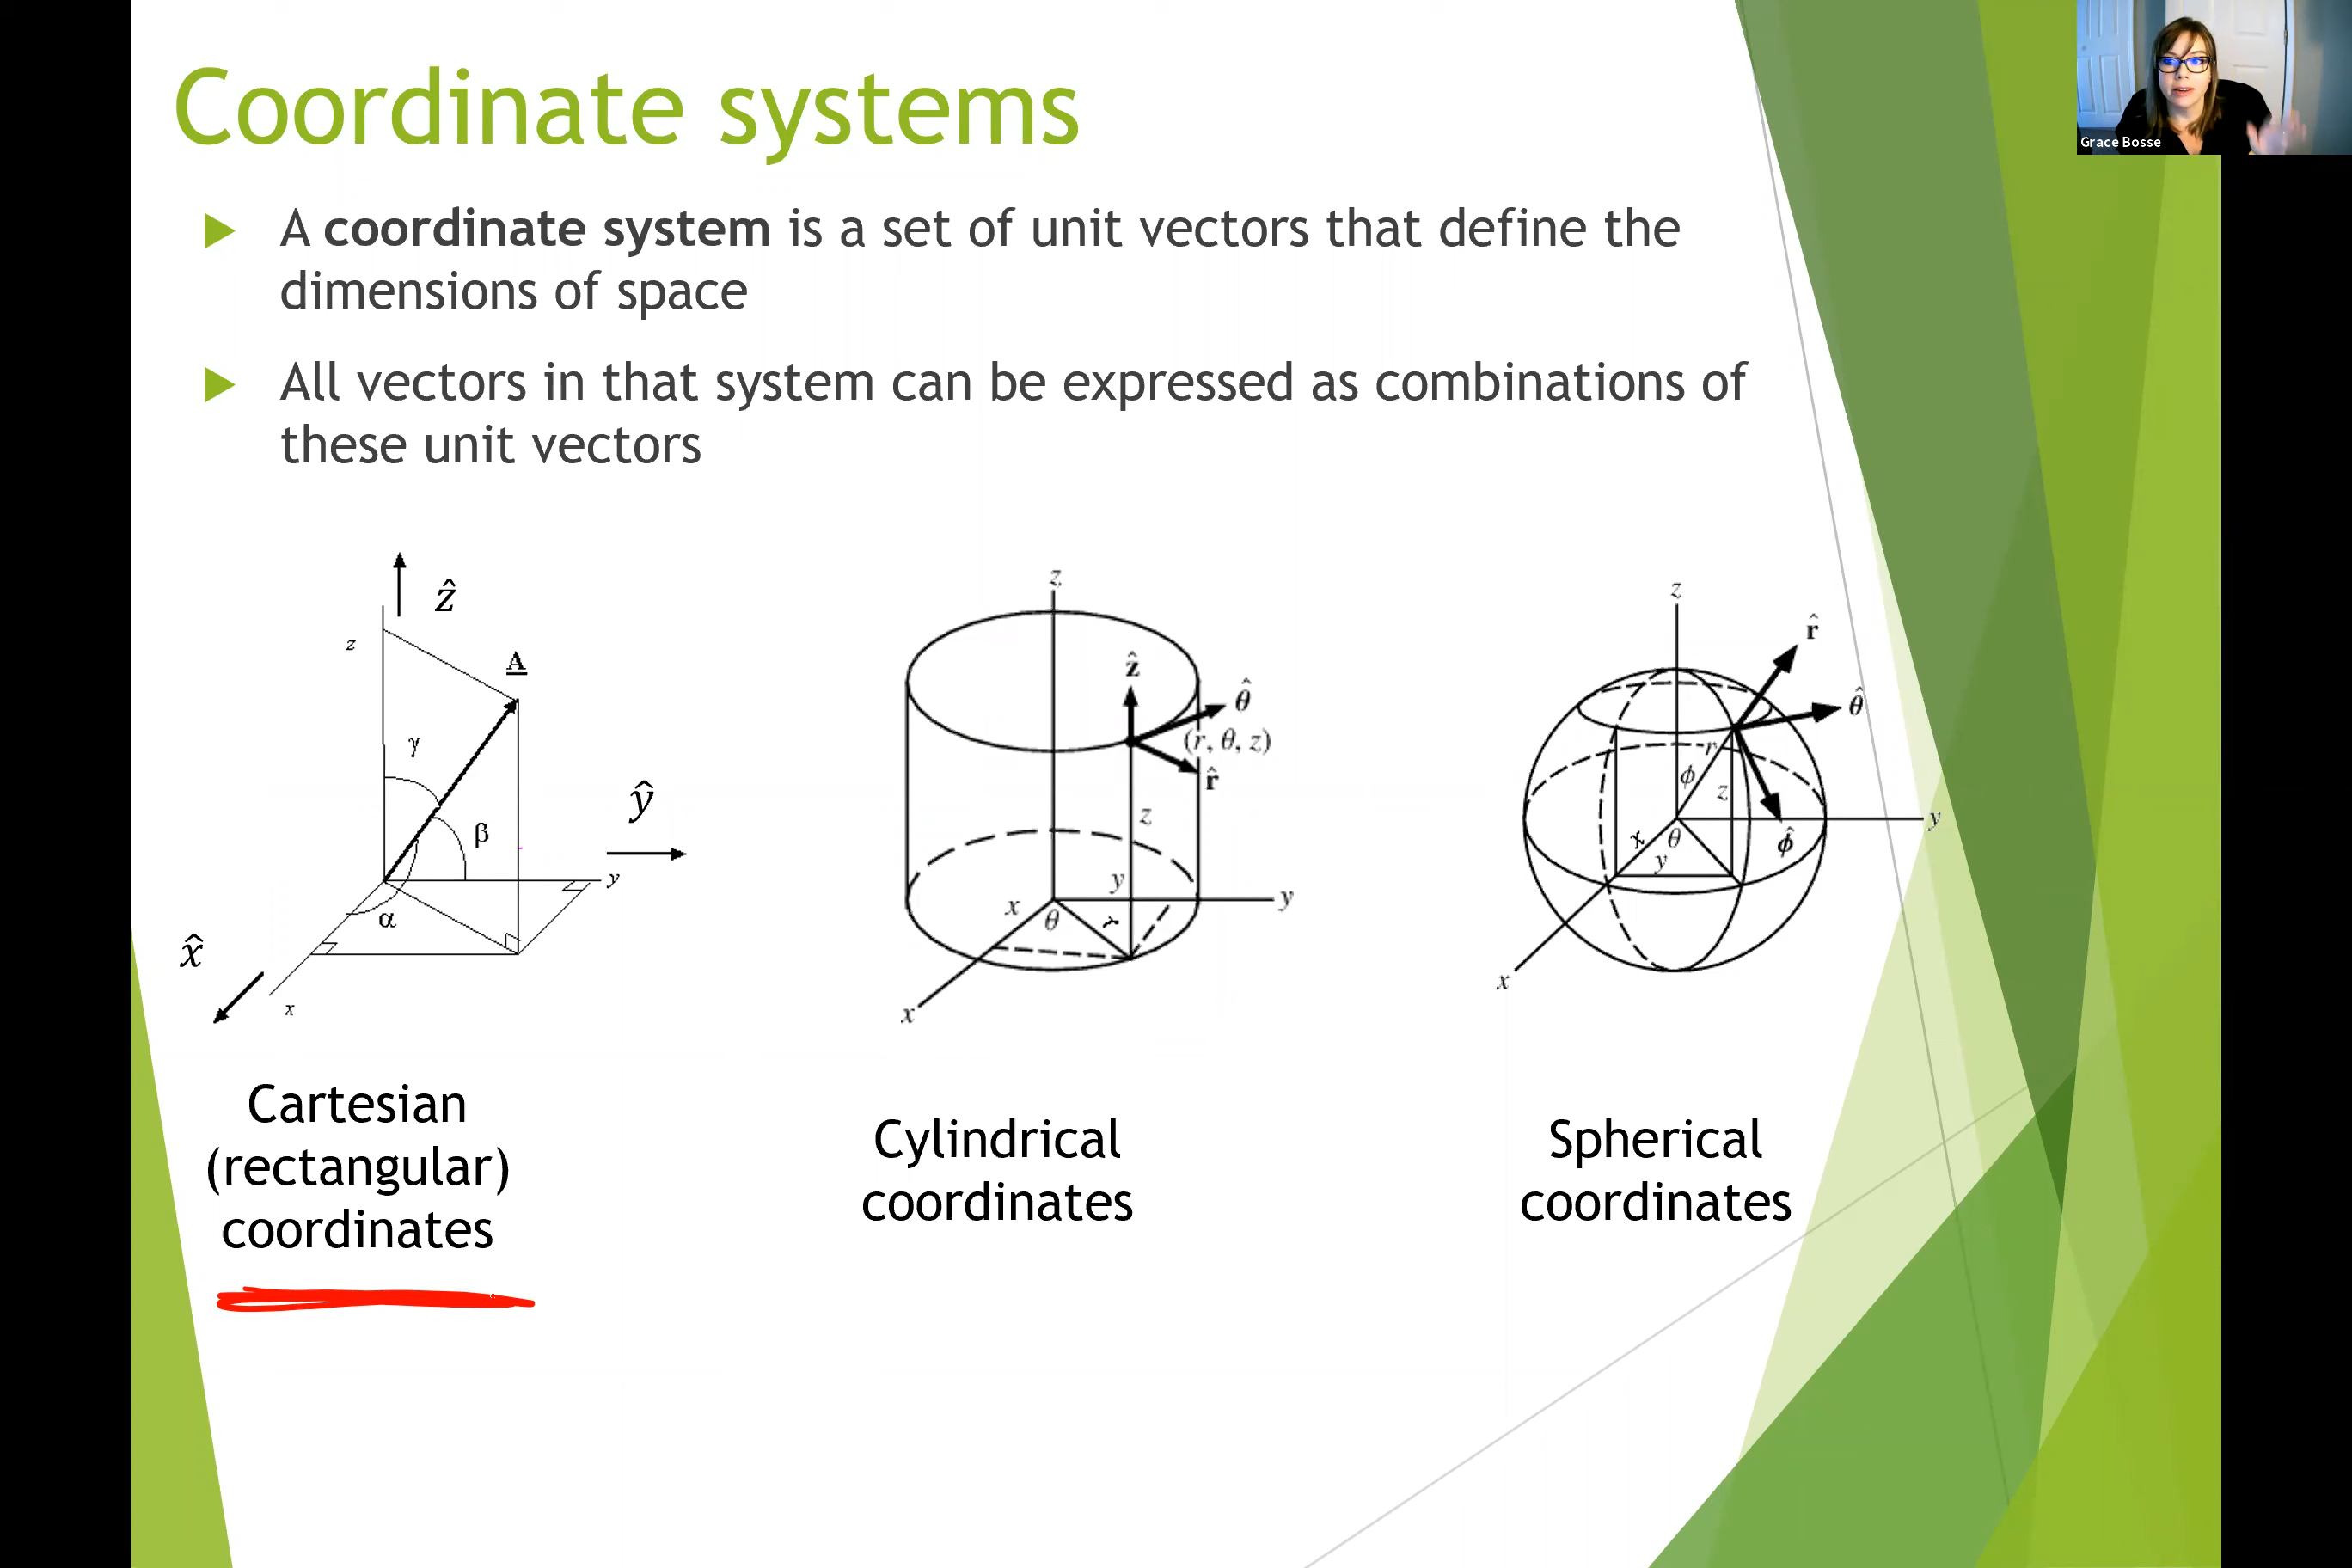 Coordinate systems
Grace Bosse
A coordinate system is a set of unit vectors that define the
dimensions of space
All vectors in that system can be expressed as combinations of
these unit vectors
ẑ
z
A
γ
β
ŷ
y
α
x̂
x
Cartesian
(rectangular)
coordinates
z
ẑ
θ̂
(r, θ, z)
r̂
z
y
x
θ
r
y
x
Cylindrical
coordinates
z
r̂
θ̂
r
ϕ
z
y
x
θ
y
ϕ̂
x
Spherical
coordinates